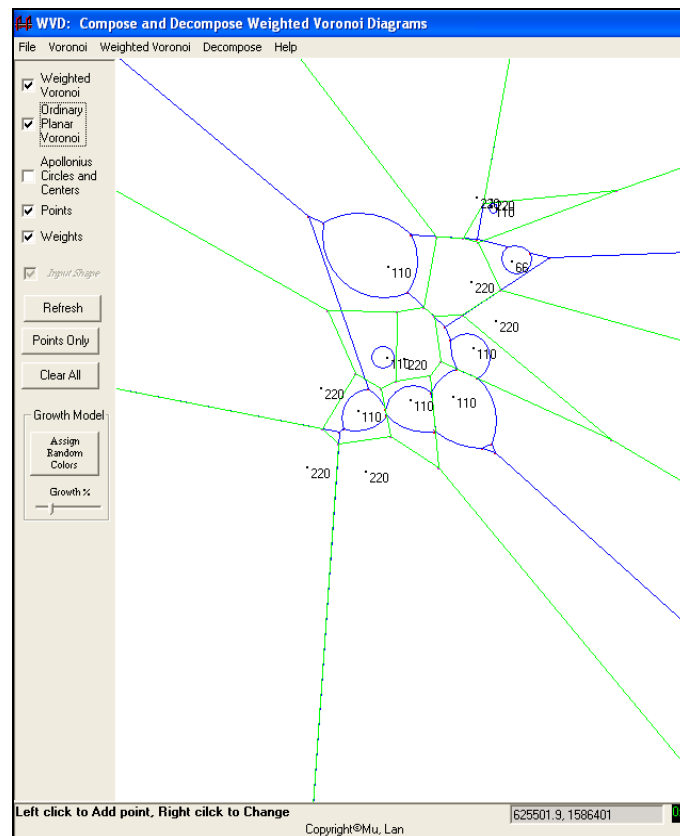 WVD: Compose and Decompose Weighted Voronoi Diagrams
File Voronoi Weighted Voronoi Decompose Help
Weighted
Voronoi
Ordinary
Planar
Voronoi
Apollonius
Circles and
Centers
Points
Weights
Input Shape
Refresh
Points Only
Clear All
Growth Model
Assign
Random
Colors
Growth %
220
110
110
66
220
220
110
110
220
220
110
110
110
220
220
Left click to Add point, Right cilck to Change
625501.9, 1586401
Copyright©Mu, Lan